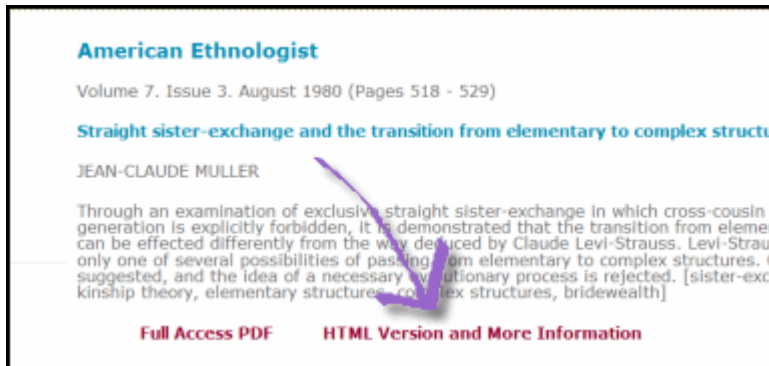 American Ethnologist
Volume 7. Issue 3. August 1980 (Pages 518 - 529)
Straight sister-exchange and the transition from elementary to complex structu
JEAN-CLAUDE MULLER
Through an examination of exclusive straight sister-exchange in which cross-cousin
generation is explicitly forbidden, it is demonstrated that the transition from elemen
can be effected differently from the way deduced by Claude Levi-Strauss. Levi-Strau
only one of several possibilities of passing from elementary to complex structures.
suggested, and the idea of a necessary evolutionary process is rejected. [sister-exc
kinship theory, elementary structures, complex structures, bridewealth]
Full Access PDF HTML Version and More Information